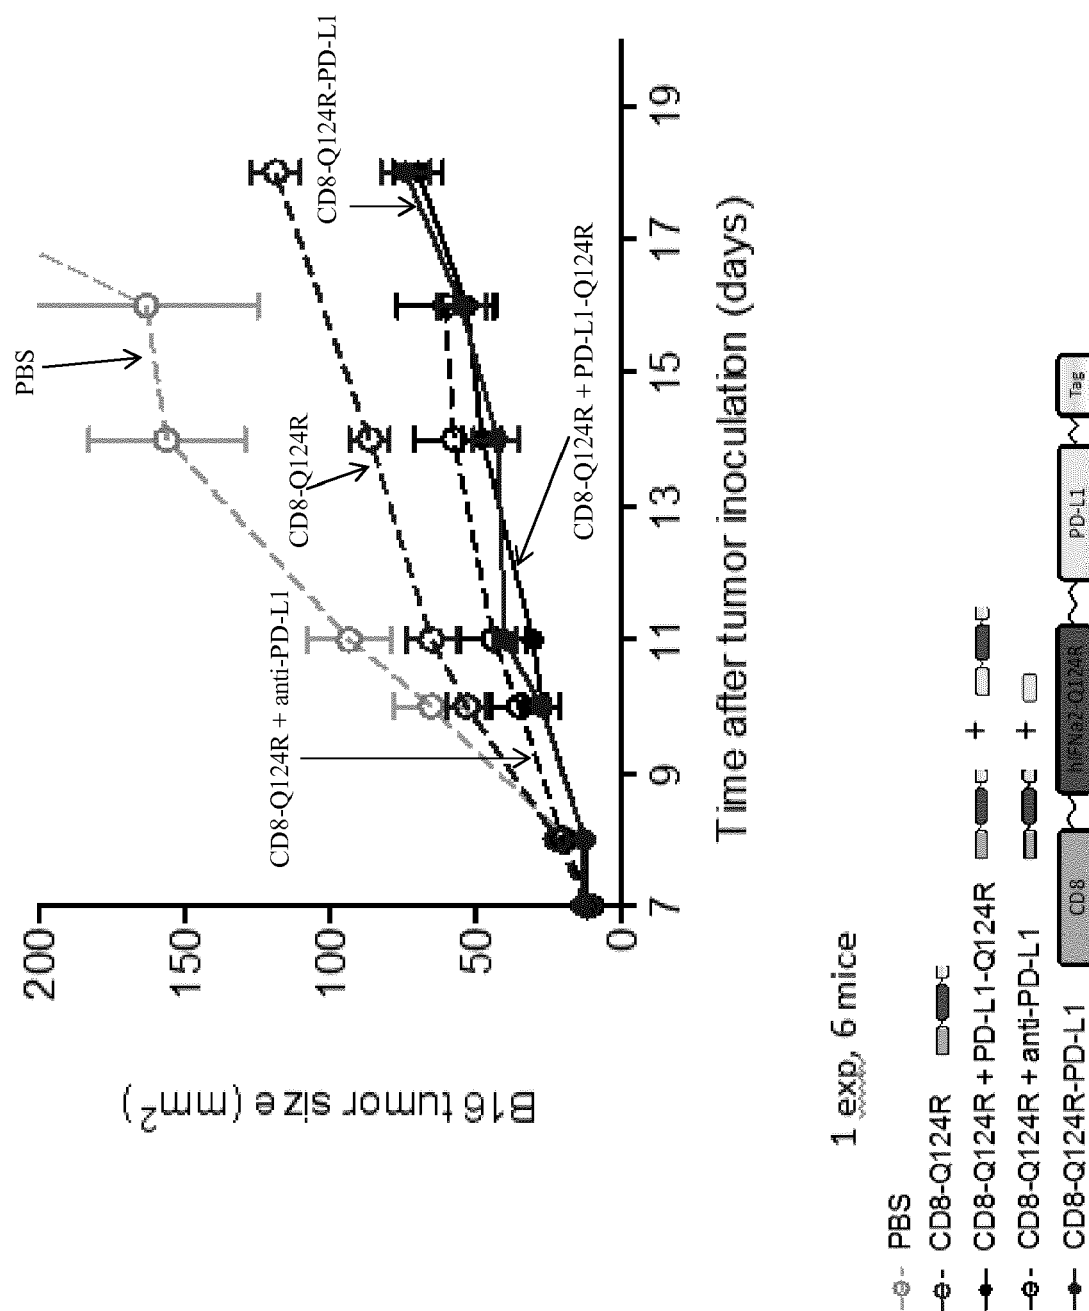 B16 tumor size (mm²)
200
150
100
50
0
7
9
11
13
15
17
19
Time after tumor inoculation (days)
PBS
CD8-Q124R
CD8-Q124R + anti-PD-L1
CD8-Q124R-PD-L1
CD8-Q124R + PD-L1-Q124R
1 exp, 6 mice
PBS
CD8-Q124R
CD8-Q124R + PD-L1-Q124R +
CD8-Q124R + anti-PD-L1 +
CD8-Q124R-PD-L1 CD8 hIFNa2-Q124R PD-L1 Tag